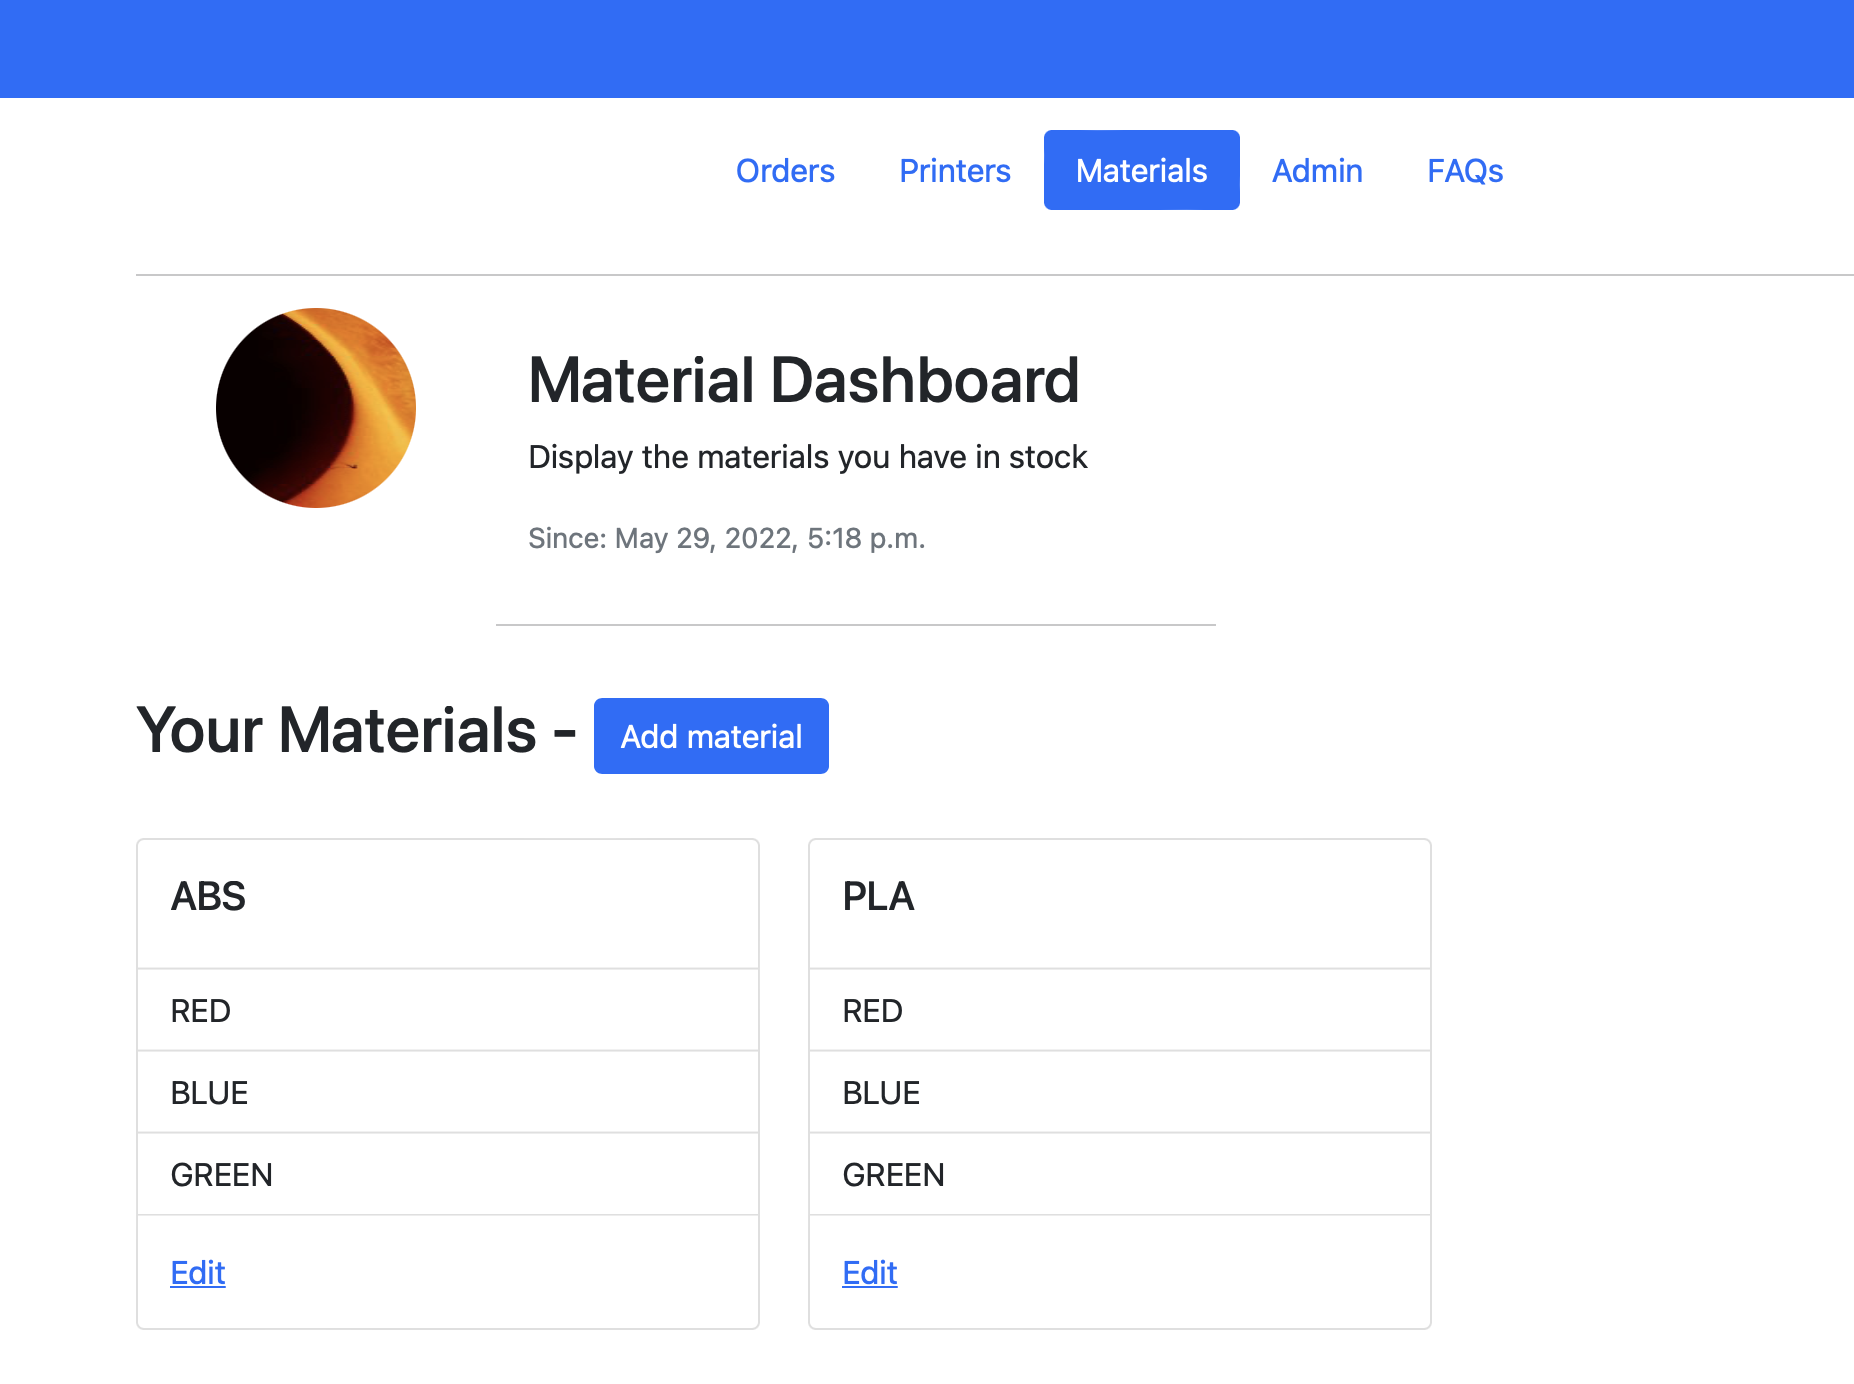 Orders Printers Materials Admin FAQs
Material Dashboard
Display the materials you have in stock
Since: May 29, 2022, 5:18 p.m.
Your Materials - Add material
ABS
RED
BLUE
GREEN
Edit
PLA
RED
BLUE
GREEN
Edit